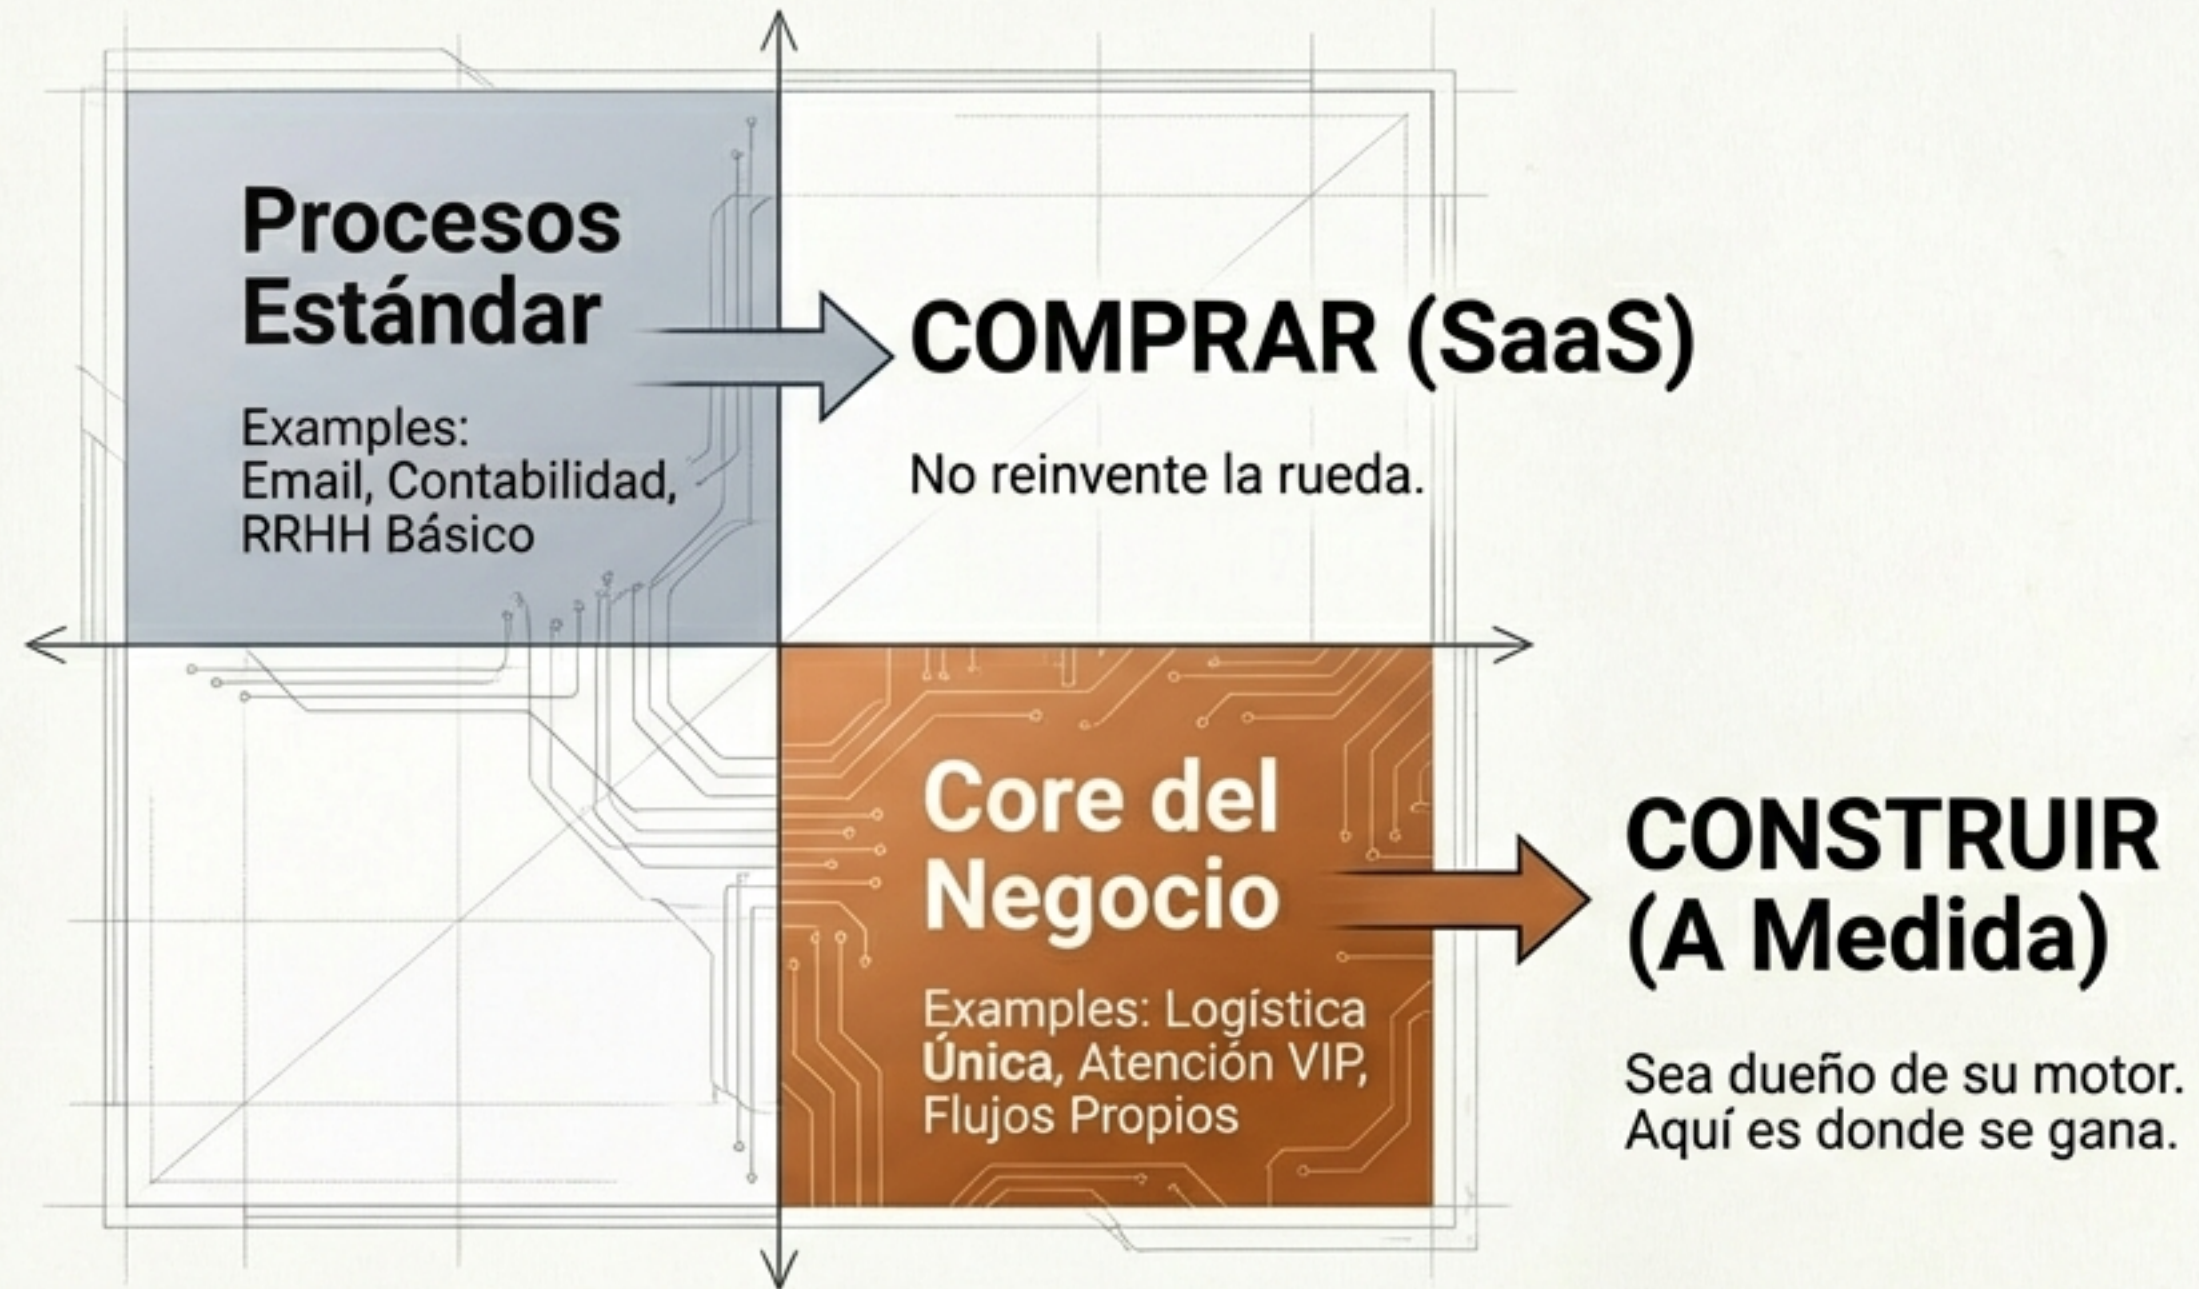 Procesos
Estándar
Examples:
Email, Contabilidad,
RRHH Básico
COMPRAR (SaaS)
No reinvente la rueda.
Core del
Negocio
Examples: Logística
Única, Atención VIP,
Flujos Propios
CONSTRUIR
(A Medida)
Sea dueño de su motor.
Aquí es donde se gana.